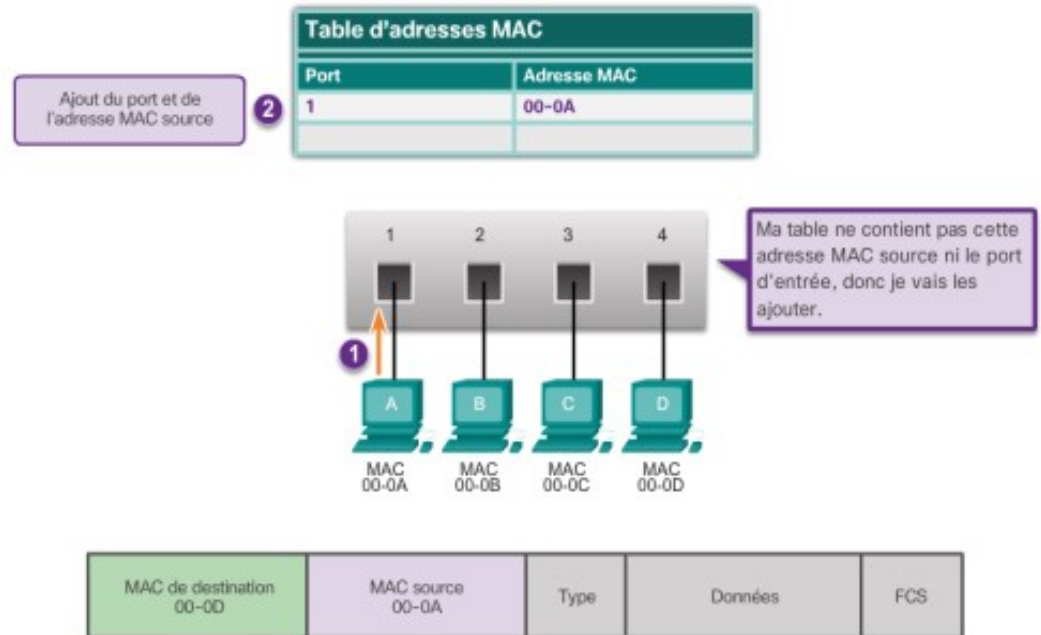 Table d'adresses MAC
Port Adresse MAC
Ajout du port et de
l'adresse MAC source
2
1 00-0A
1 2 3 4
Ma table ne contient pas cette
adresse MAC source ni le port
d'entrée, donc je vais les
ajouter.
1
A B C D
MAC MAC MAC MAC
00-0A 00-0B 00-0C 00-0D
MAC de destination MAC source Type Données FCS
00-0D 00-0A